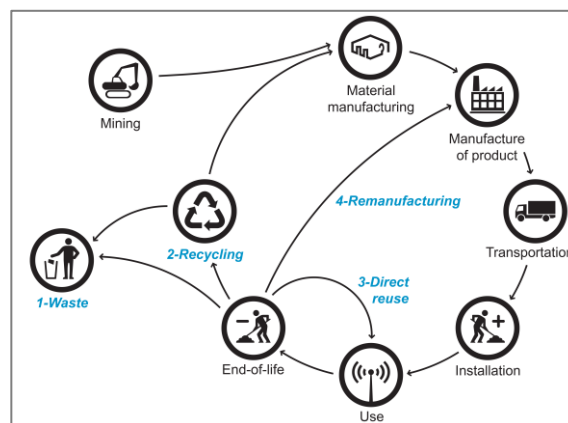 Mining
Material
manufacturing
Manufacture
of product
4-Remanufacturing
Transportation
2-Recycling
1-Waste
3-Direct
reuse
End-of-life
Installation
Use